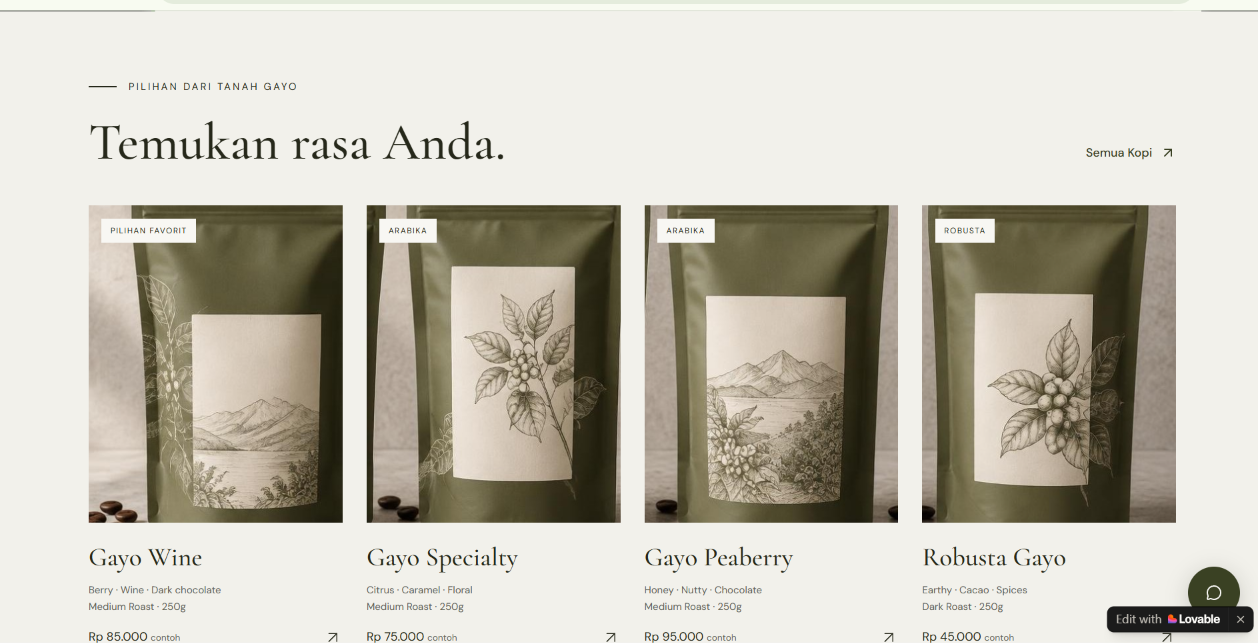 PILIHAN DARI TANAH GAYO
Temukan rasa Anda.
Semua Kopi
PILIHAN FAVORIT
ARABIKA
ARABIKA
ROBUSTA
Gayo Wine
Berry · Wine · Dark chocolate
Medium Roast · 250g
Rp 85.000 contoh
Gayo Specialty
Citrus · Caramel · Floral
Medium Roast · 250g
Rp 75.000 contoh
Gayo Peaberry
Honey · Nutty · Chocolate
Medium Roast · 250g
Rp 95.000 contoh
Robusta Gayo
Earthy · Cacao · Spices
Dark Roast · 250g
Rp 45.000 contoh
Edit with Lovable